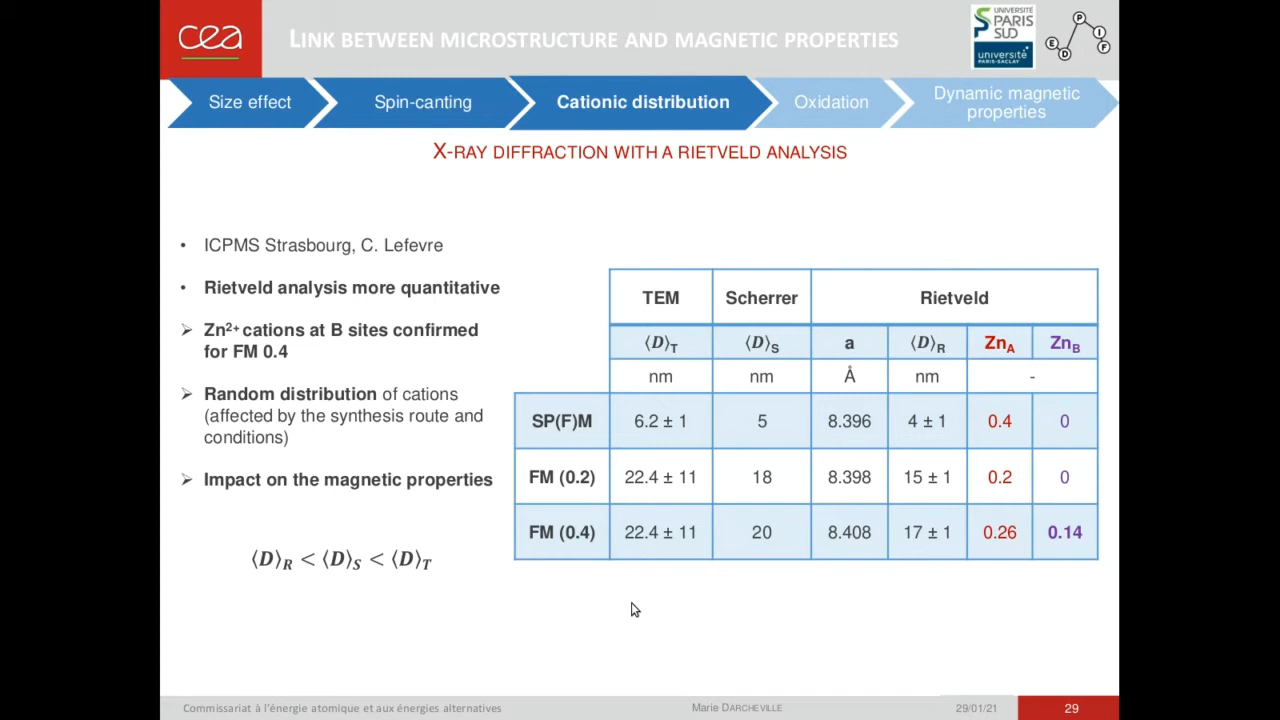 cea
LINK BETWEEN MICROSTRUCTURE AND MAGNETIC PROPERTIES
UNIVERSITÉ
PARIS
SUD
université
PARIS-SACLAY
E D P I F
Size effect
Spin-canting
Cationic distribution
Oxidation
Dynamic magnetic
properties
X-RAY DIFFRACTION WITH A RIETVELD ANALYSIS
• ICPMS Strasbourg, C. Lefevre
• Rietveld analysis more quantitative
➢ Zn²⁺ cations at B sites confirmed
for FM 0.4
➢ Random distribution of cations
(affected by the synthesis route and
conditions)
➢ Impact on the magnetic properties
⟨D⟩R < ⟨D⟩S < ⟨D⟩T
TEM Scherrer Rietveld
⟨D⟩T ⟨D⟩S a ⟨D⟩R ZnA ZnB
nm nm Å nm -
SP(F)M 6.2 ± 1 5 8.396 4 ± 1 0.4 0
FM (0.2) 22.4 ± 11 18 8.398 15 ± 1 0.2 0
FM (0.4) 22.4 ± 11 20 8.408 17 ± 1 0.26 0.14
Commissariat à l'énergie atomique et aux énergies alternatives
Marie DARCHEVILLE
29/01/21
29